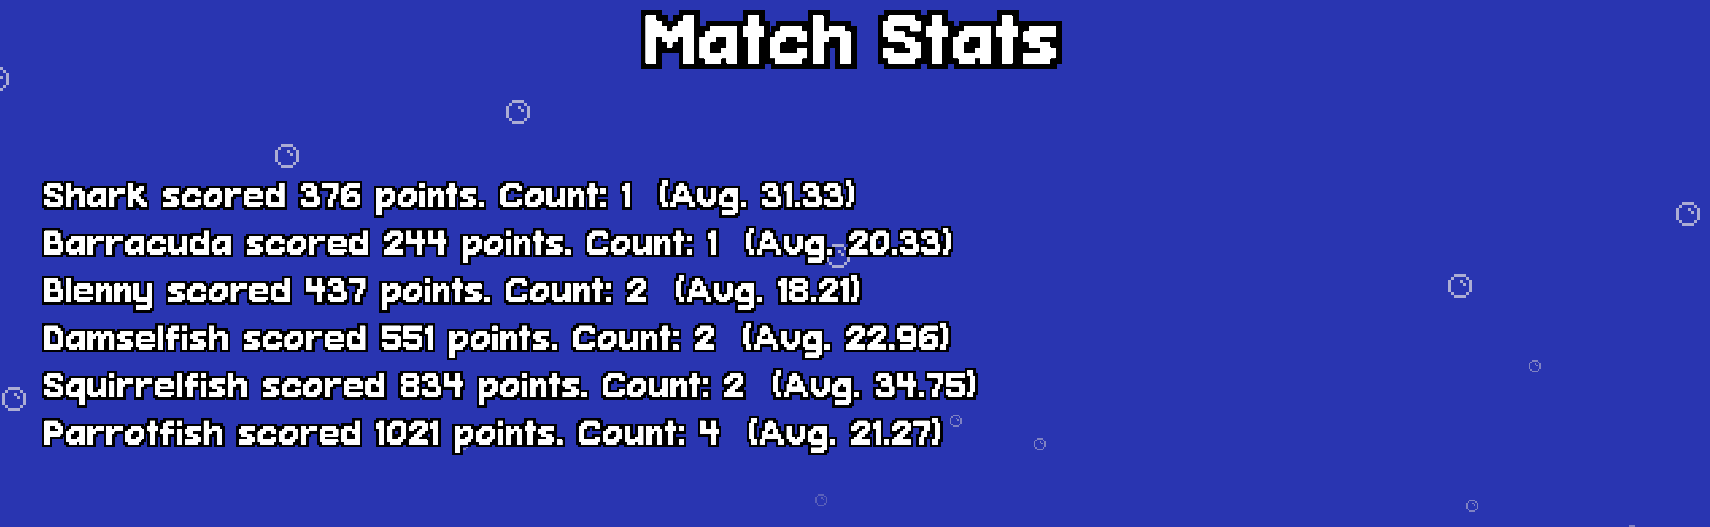 Match Stats
Shark scored 376 points. Count: 1 (Avg. 31.33)
Barracuda scored 244 points. Count: 1 (Avg. 20.33)
Blenny scored 437 points. Count: 2 (Avg. 18.21)
Damselfish scored 551 points. Count: 2 (Avg. 22.96)
Squirrelfish scored 834 points. Count: 2 (Avg. 34.75)
Parrotfish scored 1021 points. Count: 4 (Avg. 21.27)